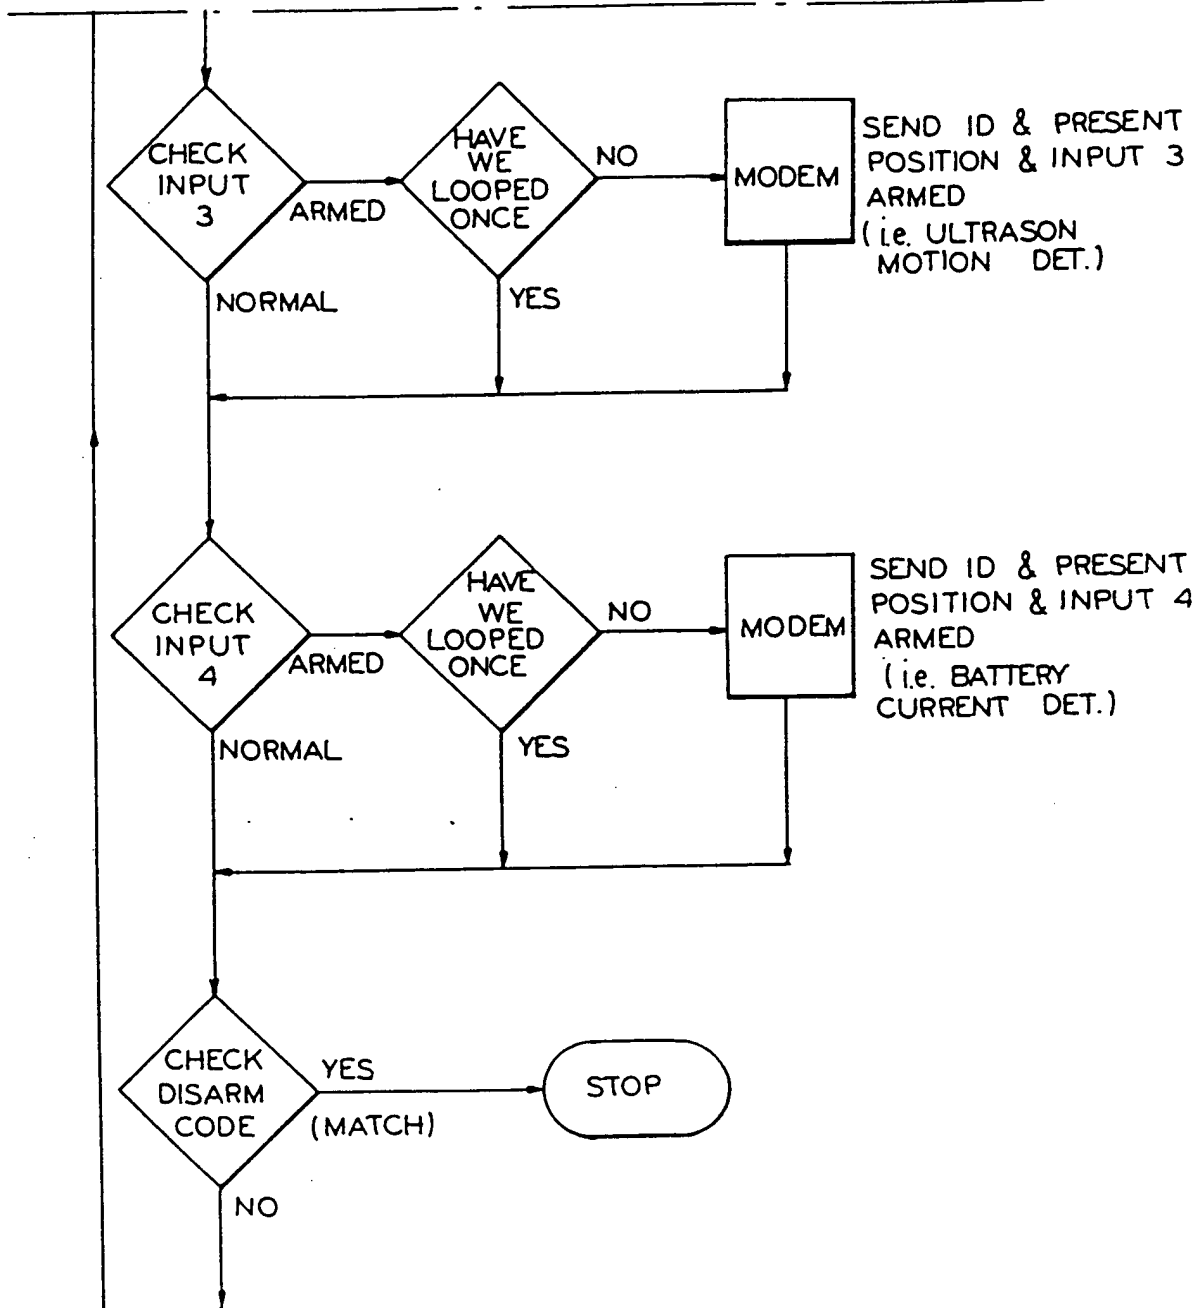 CHECK
INPUT
3
ARMED
NORMAL
HAVE
WE
LOOPED
ONCE
NO
YES
MODEM
SEND ID & PRESENT
POSITION & INPUT 3
ARMED
(i.e. ULTRASON
MOTION DET.)
CHECK
INPUT
4
ARMED
NORMAL
HAVE
WE
LOOPED
ONCE
NO
YES
MODEM
SEND ID & PRESENT
POSITION & INPUT 4
ARMED
(i.e. BATTERY
CURRENT DET.)
CHECK
DISARM
CODE
YES
(MATCH)
STOP
NO